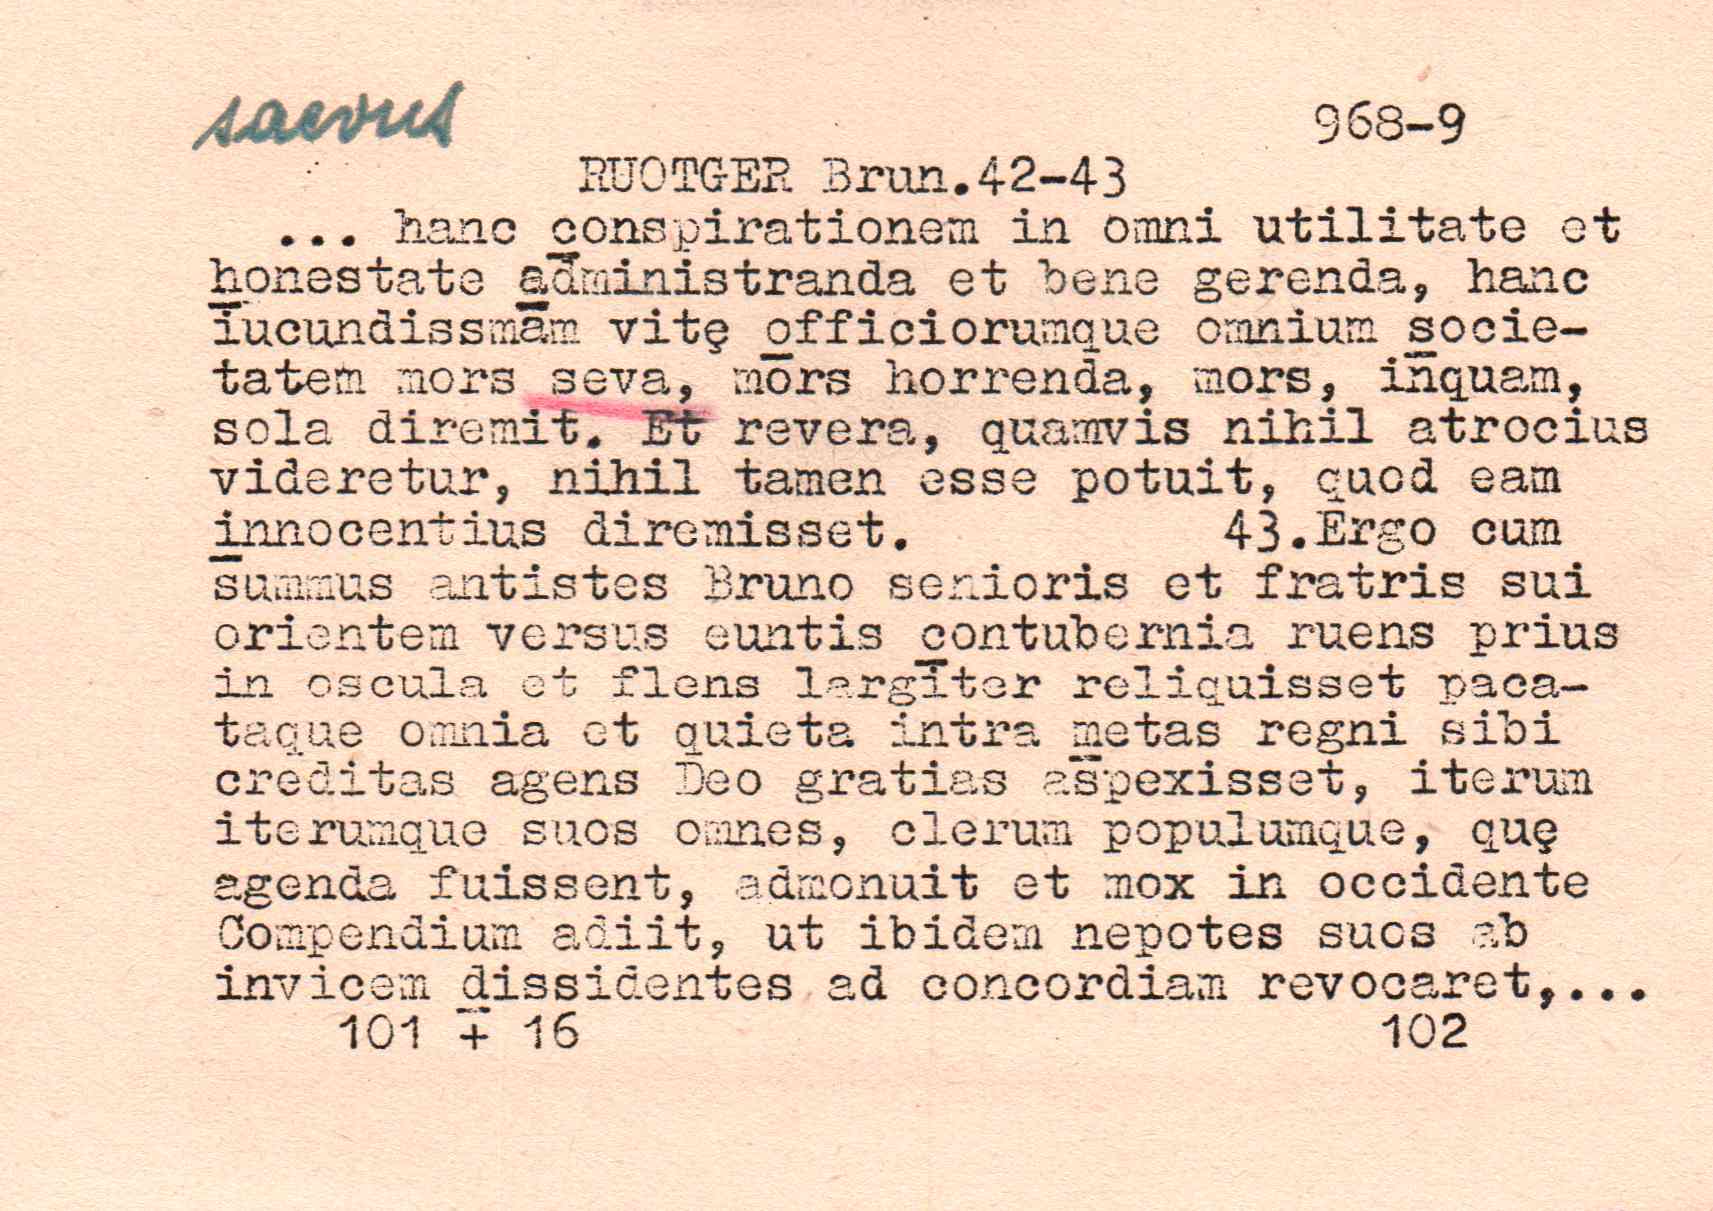 saevus
968-9
RUOTGER Brun.42-43
... hanc conspirationem in omni utilitate et
honestate administranda et bene gerenda, hanc
iucundissmam vitę officiorumque omnium socie-
tatem mors seva, mors horrenda, mors, inquam,
sola diremit. Et revera, quamvis nihil atrocius
videretur, nihil tamen esse potuit, quod eam
innocentius diremisset. 43.Ergo cum
summus antistes Bruno senioris et fratris sui
orientem versus euntis contubernia ruens prius
in oscula et flens largiter reliquisset paca-
taque omnia et quieta intra metas regni sibi
creditas agens Deo gratias aspexisset, iterum
iterumque suos omnes, clerum populumque, quę
agenda fuissent, admonuit et mox in occidente
Compendium adiit, ut ibidem nepotes suos ab
invicem dissidentes ad concordiam revocaret,...
101 + 16 102